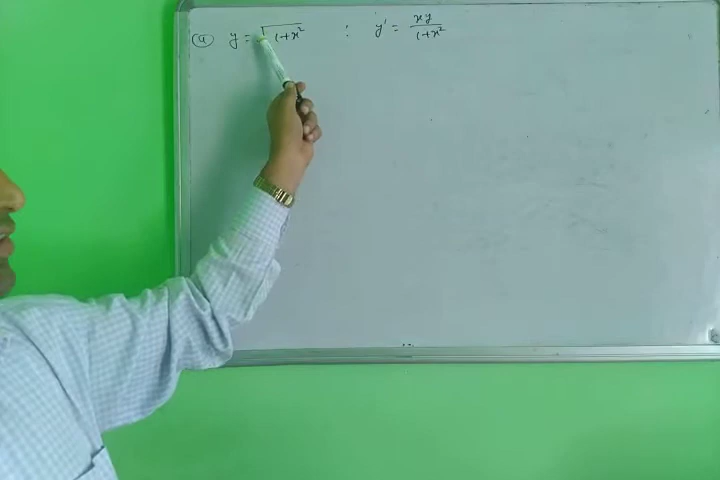 (4) y = √1+x² : y' = xy/1+x²